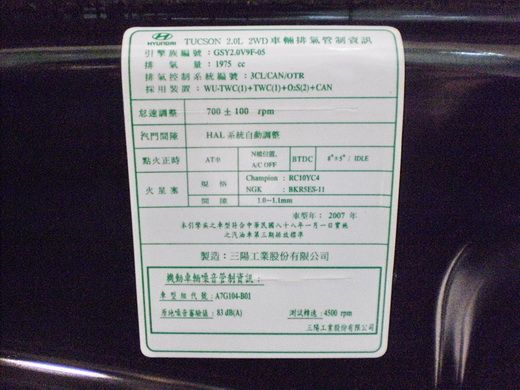 HYUNDAI TUCSON 2.0L 2WD 車輛排氣管制資訊
引擎族編號：GSY2.0V9F-05
排氣量：1975 cc
排氣控制系統編號：3CL/CAN/OTR
採用裝置：WU-TWC(1)+TWC(1)+O2S(2)+CAN
怠速調整 700 ± 100 rpm
汽門間隙 HAL 系統自動調整
點火正時 AT車 N檔位置, A/C OFF BTDC 8°±5° / IDLE
火星塞 規格 Champion : RC10YC4
NGK : BKR5ES-11
間隙 1.0~1.1mm
車型年：2007 年
本引擎族之車型符合中華民國八十八年一月一日實施
之汽油車第三期排放標準
製造：三陽工業股份有限公司
機動車輛噪音管制資訊：
車型組代號：A7G104-B01
原地噪音審驗值：83 dB(A) 測試轉速：4500 rpm
三陽工業股份有限公司